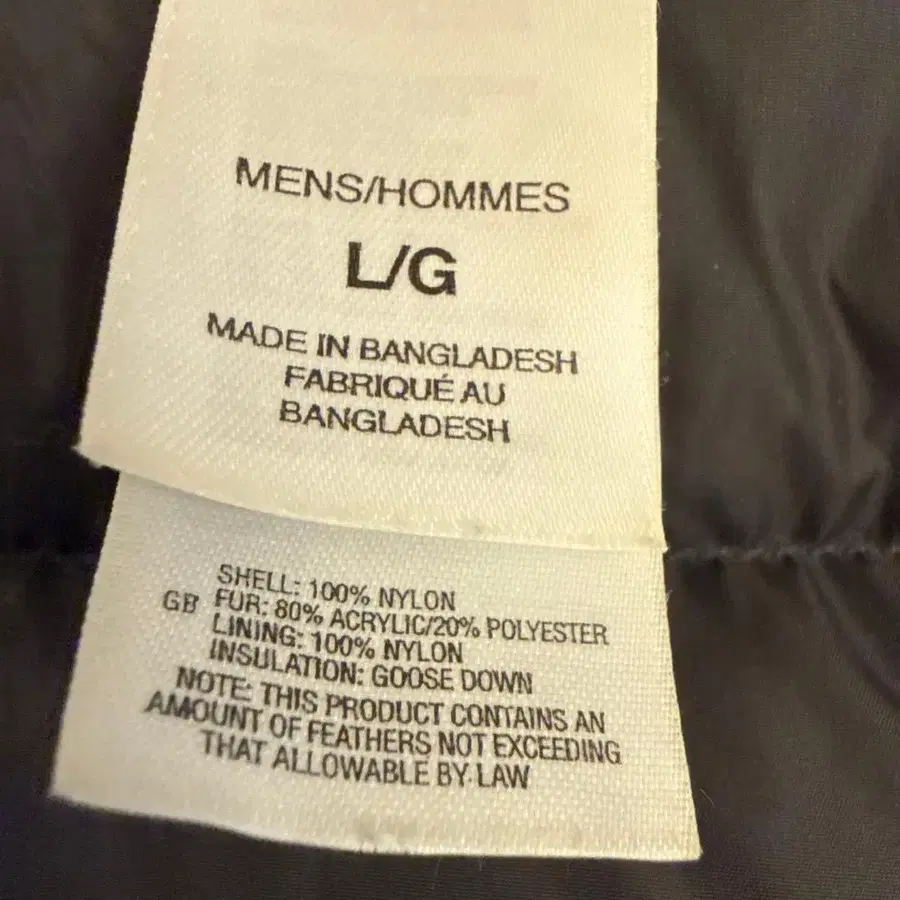 MENS/HOMMES
L/G
MADE IN BANGLADESH
FABRIQUÉ AU
BANGLADESH
SHELL: 100% NYLON
GB FUR: 80% ACRYLIC/20% POLYESTER
LINING: 100% NYLON
INSULATION: GOOSE DOWN
NOTE: THIS PRODUCT CONTAINS AN
AMOUNT OF FEATHERS NOT EXCEEDING
THAT ALLOWABLE BY LAW